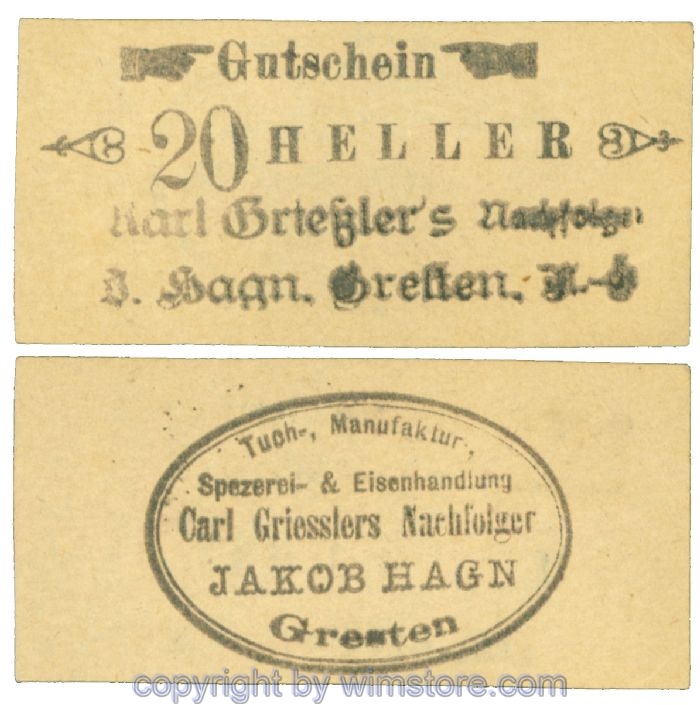 Gutschein
20 HELLER
Karl Grießler's Nachfolger
J. Hagn, Gresten, N.-Ö
Tuch-, Manufaktur-,
Spezerei- & Eisenhandlung
Carl Griesslers Nachfolger
JAKOB HAGN
Gresten
copyright by wimstore.com